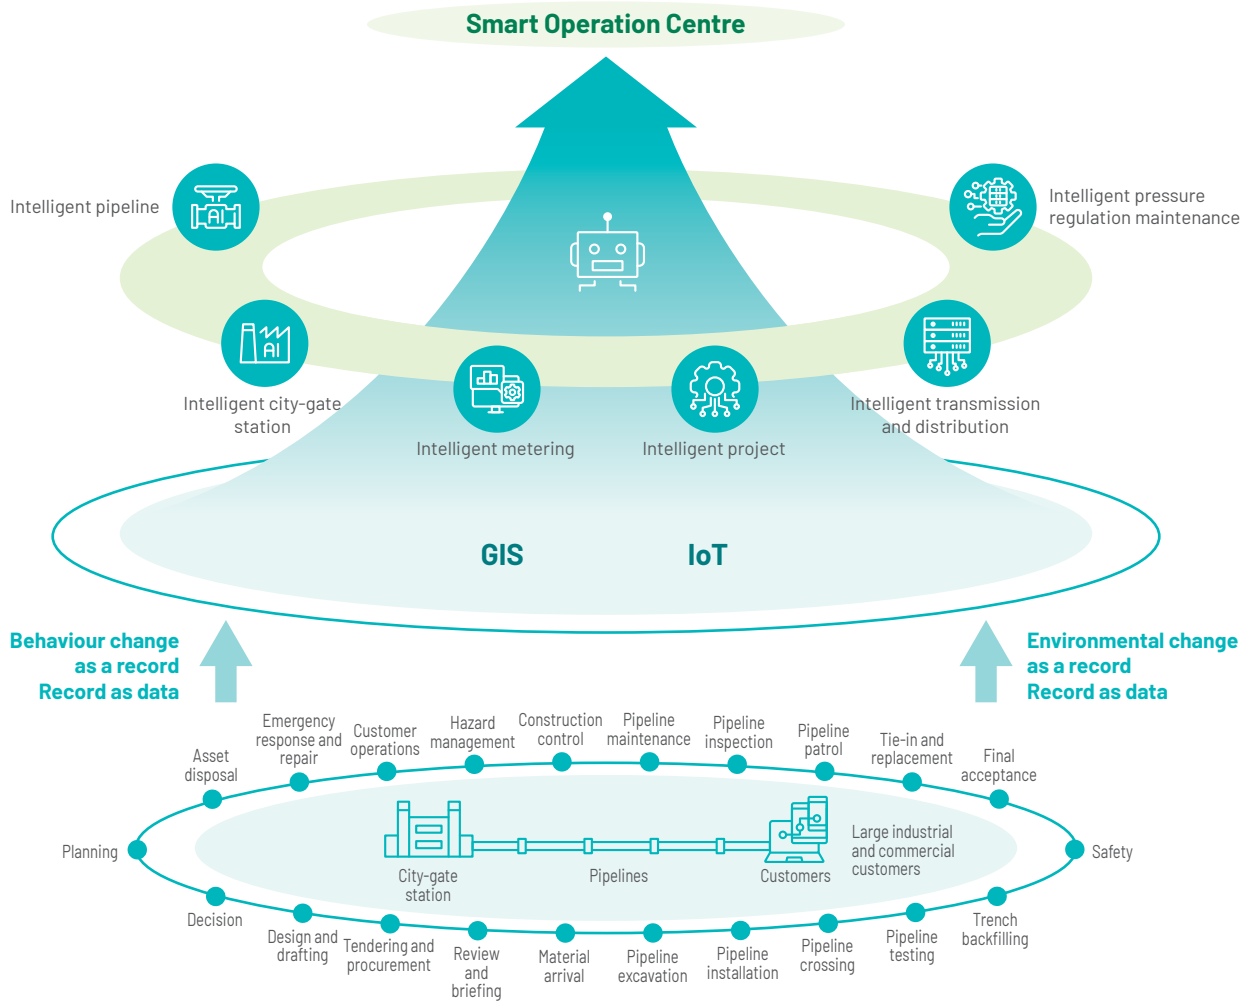 Smart Operation Centre
Intelligent pipeline
AI
Intelligent pressure
regulation maintenance
AI
Intelligent city-gate
station
Intelligent metering
Intelligent project
Intelligent transmission
and distribution
GIS
IoT
Behaviour change
as a record
Record as data
Environmental change
as a record
Record as data
Asset
disposal
Emergency
response and
repair
Customer
operations
Hazard
management
Construction
control
Pipeline
maintenance
Pipeline
inspection
Pipeline
patrol
Tie-in and
replacement
Final
acceptance
Planning
City-gate
station
Pipelines
Customers
Large industrial
and commercial
customers
Safety
Decision
Design and
drafting
Tendering and
procurement
Review
and
briefing
Material
arrival
Pipeline
excavation
Pipeline
installation
Pipeline
crossing
Pipeline
testing
Trench
backfilling